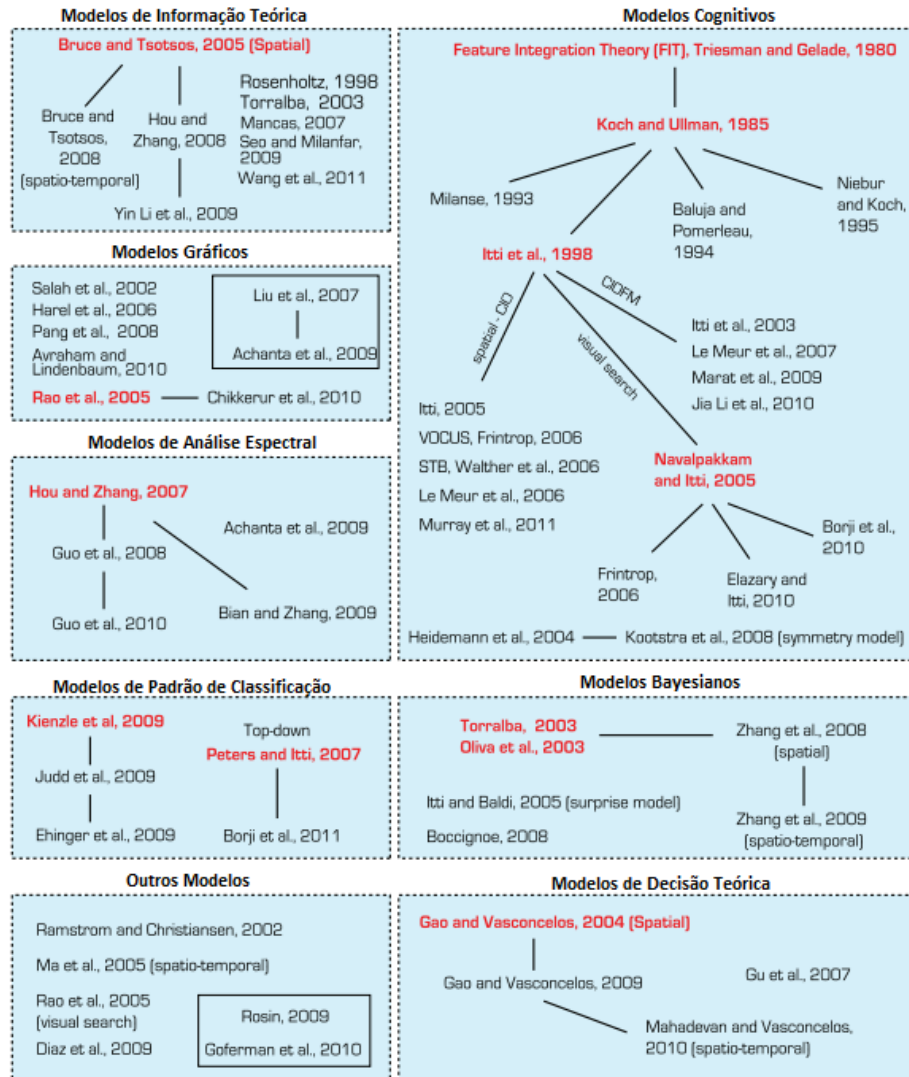 Modelos de Informação Teórica
Bruce and Tsotsos, 2005 (Spatial)
Bruce and
Tsotsos,
2008
(spatio-temporal)
Hou and
Zhang, 2008
Yin Li et al., 2009
Rosenholtz, 1998
Torralba, 2003
Mancas, 2007
Seo and Milanfar,
2009
Wang et al., 2011
Modelos Gráficos
Salah et al., 2002
Harel et al., 2006
Pang et al., 2008
Avraham and
Lindenbaum, 2010
Rao et al., 2005
Chikkerur et al., 2010
Liu et al., 2007
Achanta et al., 2009
Modelos de Análise Espectral
Hou and Zhang, 2007
Guo et al., 2008
Guo et al., 2010
Achanta et al., 2009
Bian and Zhang, 2009
Modelos Cognitivos
Feature Integration Theory (FIT), Triesman and Gelade, 1980
Koch and Ullman, 1985
Milanse, 1993
Itti et al., 1998
Baluja and
Pomerleau,
1994
Niebur
and Koch,
1995
spatial - CIO
visual search
CIOFM
Itti et al., 2003
Le Meur et al., 2007
Marat et al., 2009
Jia Li et al., 2010
Itti, 2005
VOCUS, Frintrop, 2006
STB, Walther et al., 2006
Le Meur et al., 2006
Murray et al., 2011
Navalpakkam
and Itti, 2005
Frintrop,
2006
Elazary and
Itti, 2010
Borji et al.,
2010
Heidemann et al., 2004
Kootstra et al., 2008 (symmetry model)
Modelos de Padrão de Classificação
Kienzle et al, 2009
Judd et al., 2009
Ehinger et al., 2009
Top-down
Peters and Itti, 2007
Borji et al., 2011
Modelos Bayesianos
Torralba, 2003
Oliva et al., 2003
Zhang et al., 2008
(spatial)
Itti and Baldi, 2005 (surprise model)
Boccignoe, 2008
Zhang et al., 2009
(spatio-temporal)
Outros Modelos
Ramstrom and Christiansen, 2002
Ma et al., 2005 (spatio-temporal)
Rao et al., 2005
(visual search)
Diaz et al., 2009
Rosin, 2009
Goferman et al., 2010
Modelos de Decisão Teórica
Gao and Vasconcelos, 2004 (Spatial)
Gao and Vasconcelos, 2009
Gu et al., 2007
Mahadevan and Vasconcelos,
2010 (spatio-temporal)